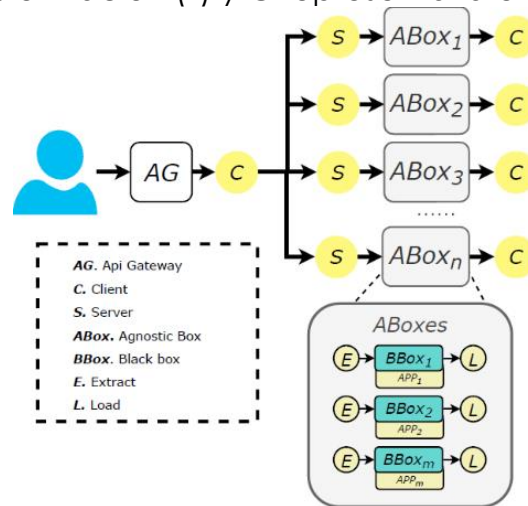 S ABox1 C
S ABox2 C
AG C S ABox3 C
......
S ABoxn C
AG. Api Gateway
C. Client
S. Server
ABox. Agnostic Box
BBox. Black box
E. Extract
L. Load
ABoxes
E BBox1 L
APP1
E BBox2 L
APP2
E BBoxm L
APPm